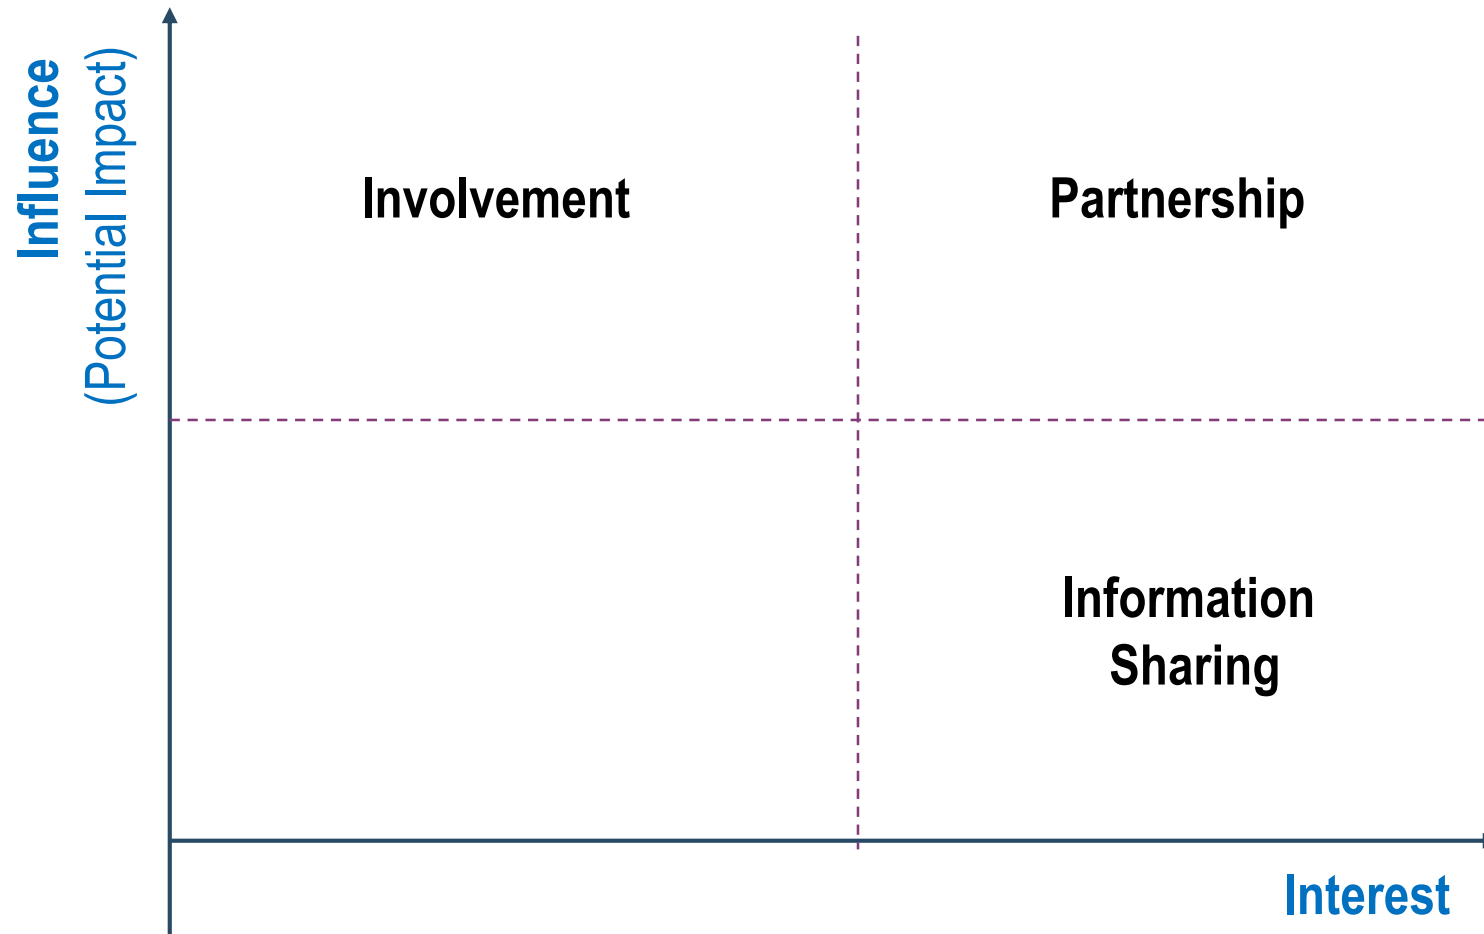 Influence
(Potential Impact)
Involvement
Partnership
Information
Sharing
Interest